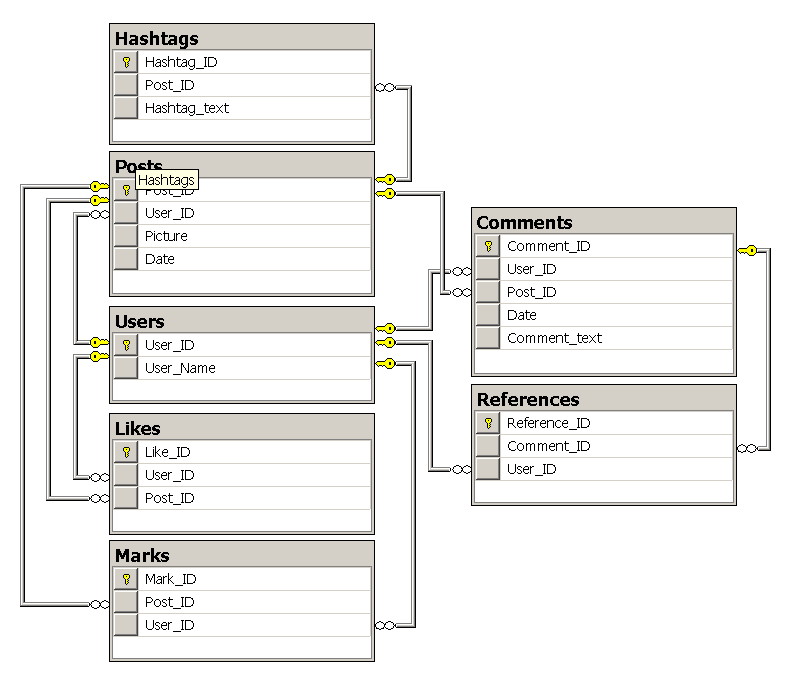 Hashtags
Hashtag_ID
Post_ID
Hashtag_text
Posts
Hashtags
Post_ID
User_ID
Picture
Date
Users
User_ID
User_Name
Likes
Like_ID
User_ID
Post_ID
Marks
Mark_ID
Post_ID
User_ID
Comments
Comment_ID
User_ID
Post_ID
Date
Comment_text
References
Reference_ID
Comment_ID
User_ID